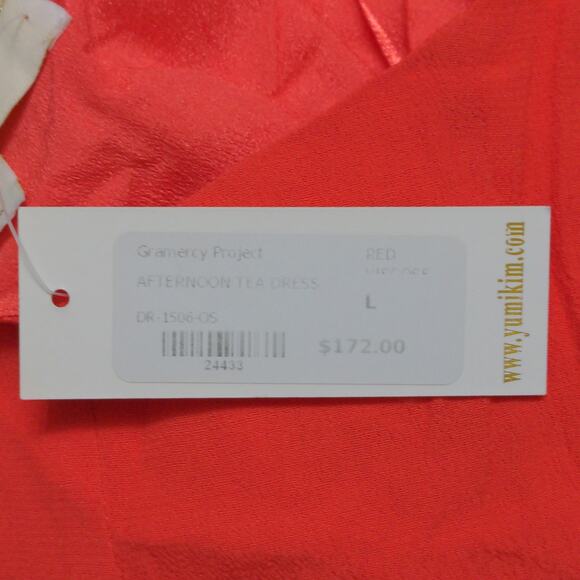 Gramercy Project
RED
AFTERNOON TEA DRESS
L
DR-1506-OS
24433
$172.00
www.yumikim.com